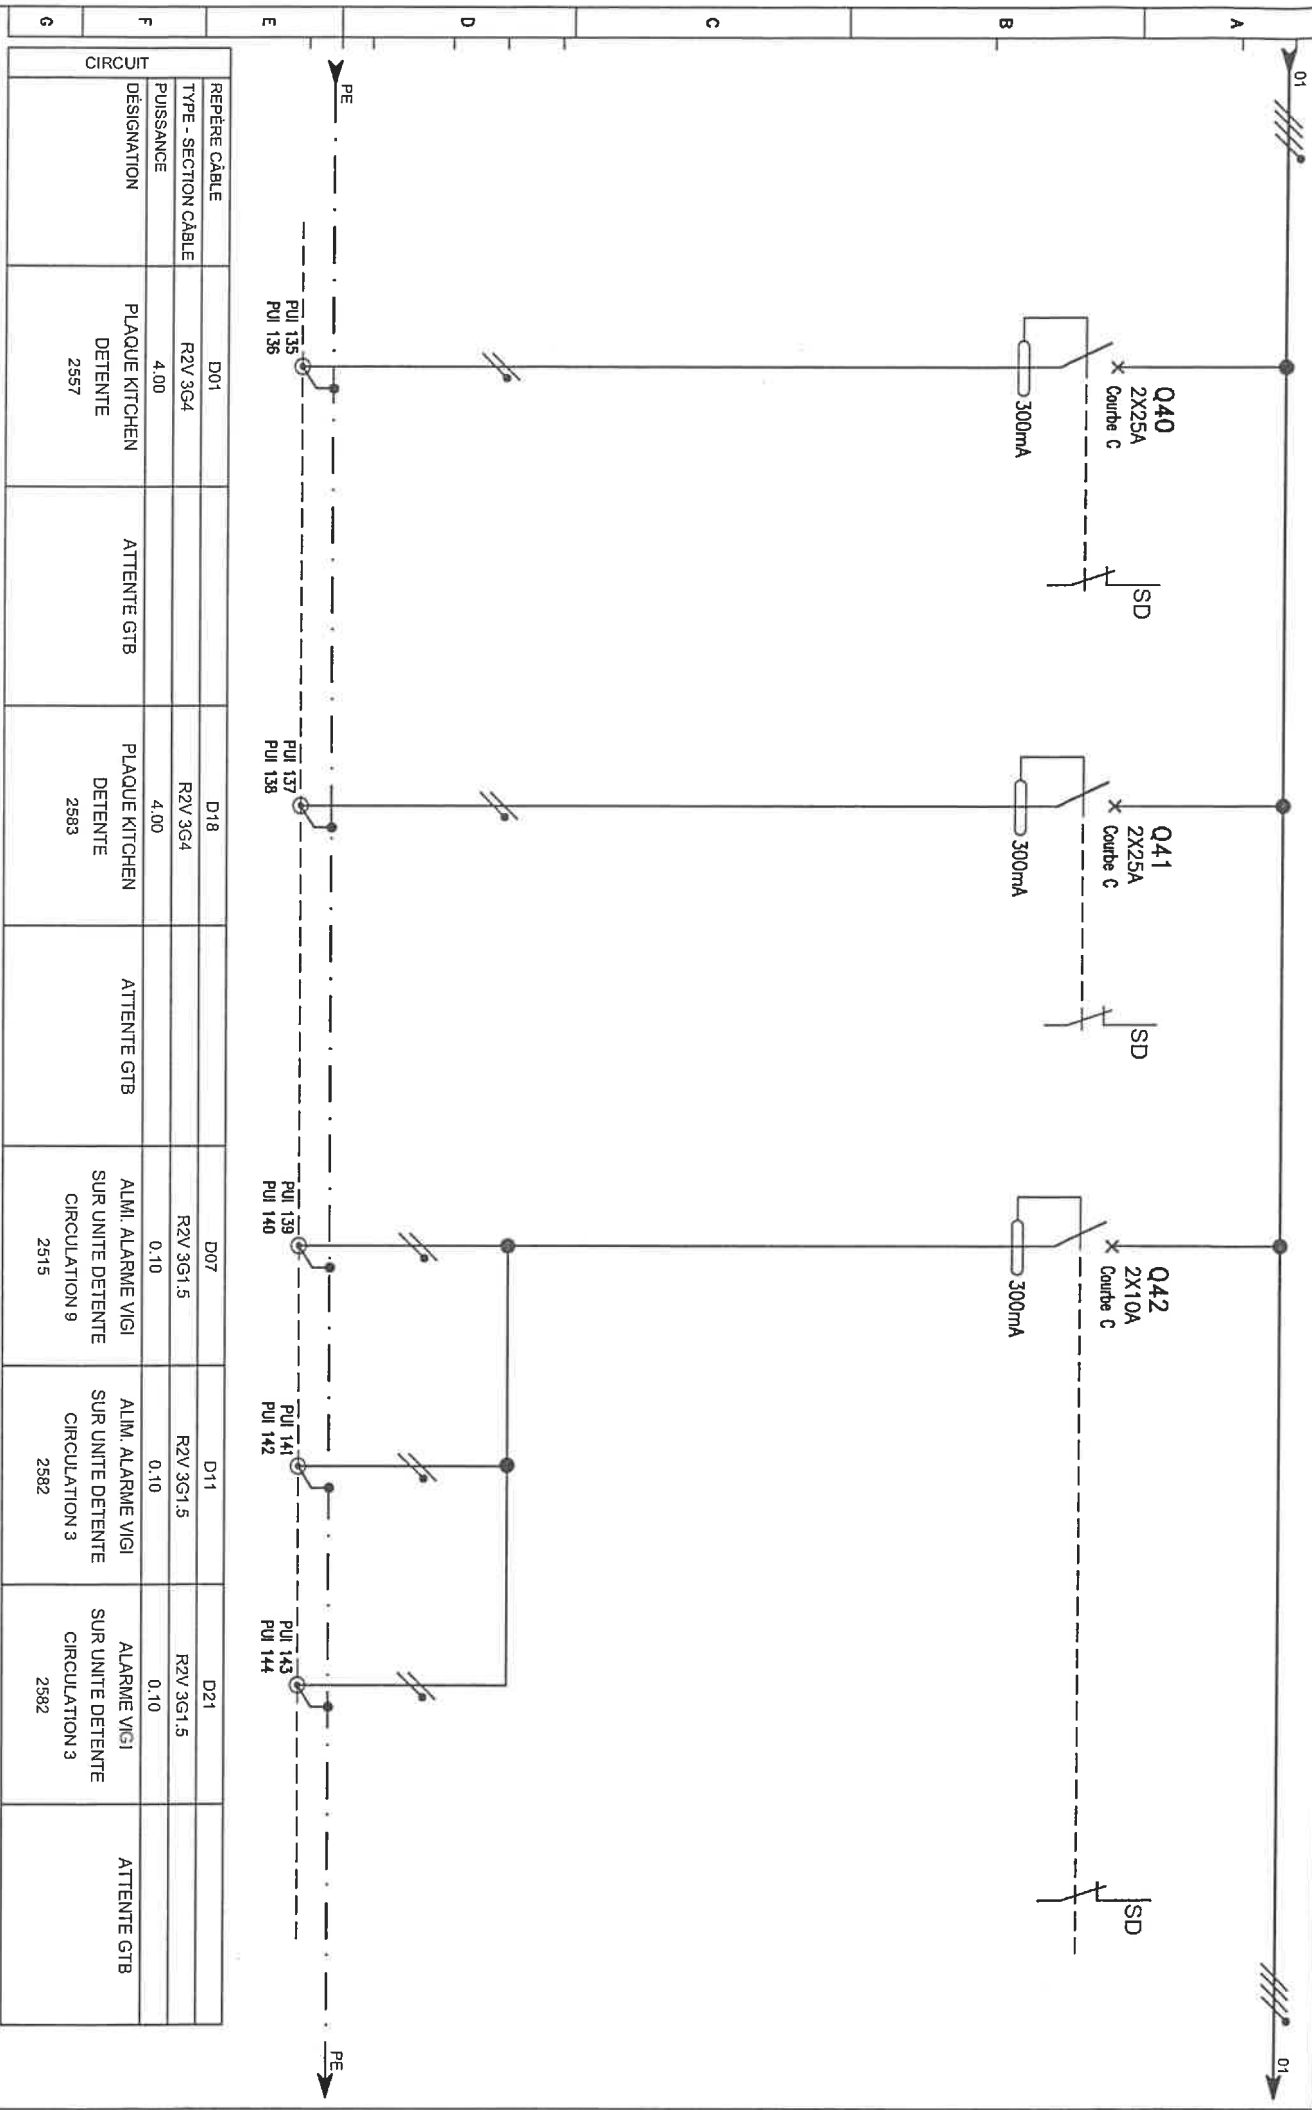 A
B
C
D
E
F
G
01
01
Q40
2X25A
Courbe C
300mA
SD
Q41
2X25A
Courbe C
300mA
SD
Q42
2X10A
Courbe C
300mA
SD
PE
PE
PUI 135
PUI 136
PUI 137
PUI 138
PUI 139
PUI 140
PUI 141
PUI 142
PUI 143
PUI 144
CIRCUIT
REPÈRE CÂBLE
D01
D18
D07
D11
D21
TYPE - SECTION CÂBLE
R2V 3G4
R2V 3G4
R2V 3G1.5
R2V 3G1.5
R2V 3G1.5
PUISSANCE
4.00
4.00
0.10
0.10
0.10
DÉSIGNATION
PLAQUE KITCHEN
DETENTE
2557
ATTENTE GTB
PLAQUE KITCHEN
DETENTE
2583
ATTENTE GTB
ALMI. ALARME VIGI
SUR UNITE DETENTE
CIRCULATION 9
2515
ALIM. ALARME VIGI
SUR UNITE DETENTE
CIRCULATION 3
2582
ALARME VIGI
SUR UNITE DETENTE
CIRCULATION 3
2582
ATTENTE GTB